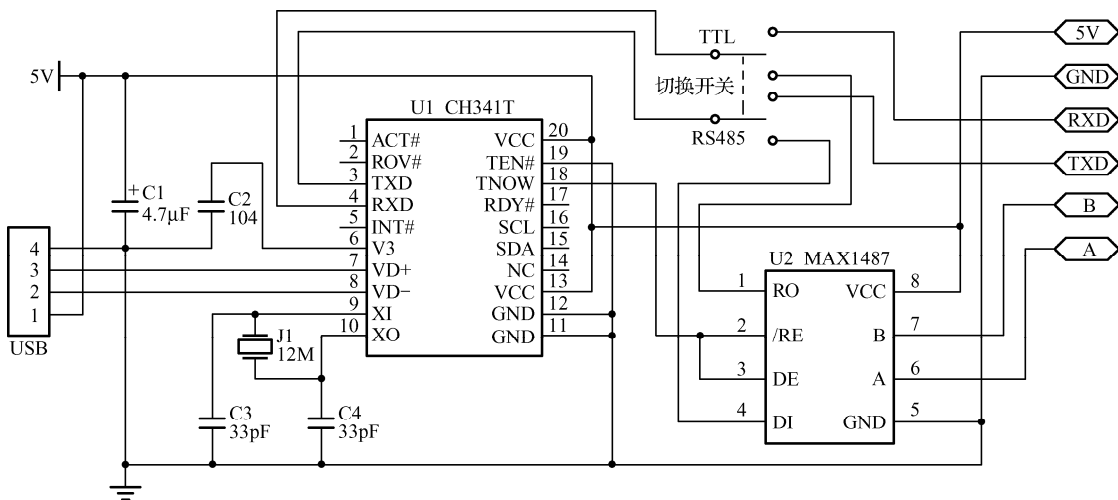 TTL
5V
5V
切换开关
GND
U1 CH341T
RXD
RS485
1 ACT# VCC 20
2 ROV# TEN# 19
TXD
3 TXD TNOW 18
+ C1
4.7μF
C2
104
4 RXD RDY# 17
B
5 INT# SCL 16
4
6 V3 SDA 15
A
U2 MAX1487
3
7 VD+ NC 14
2
8 VD− VCC 13
1 RO VCC 8
1
9 XI GND 12
USB
J1
12M
10 XO GND 11
2 /RE B 7
3 DE A 6
C3
33pF
C4
33pF
4 DI GND 5